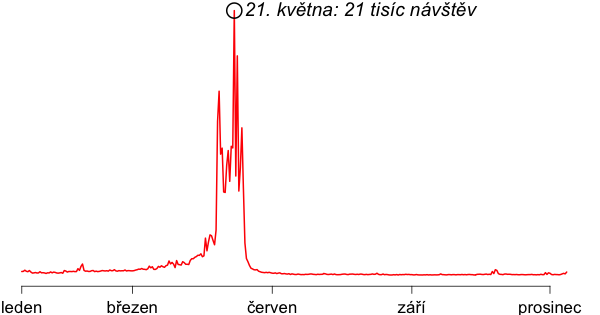 21. května: 21 tisíc návštěv
leden březen červen září prosinec